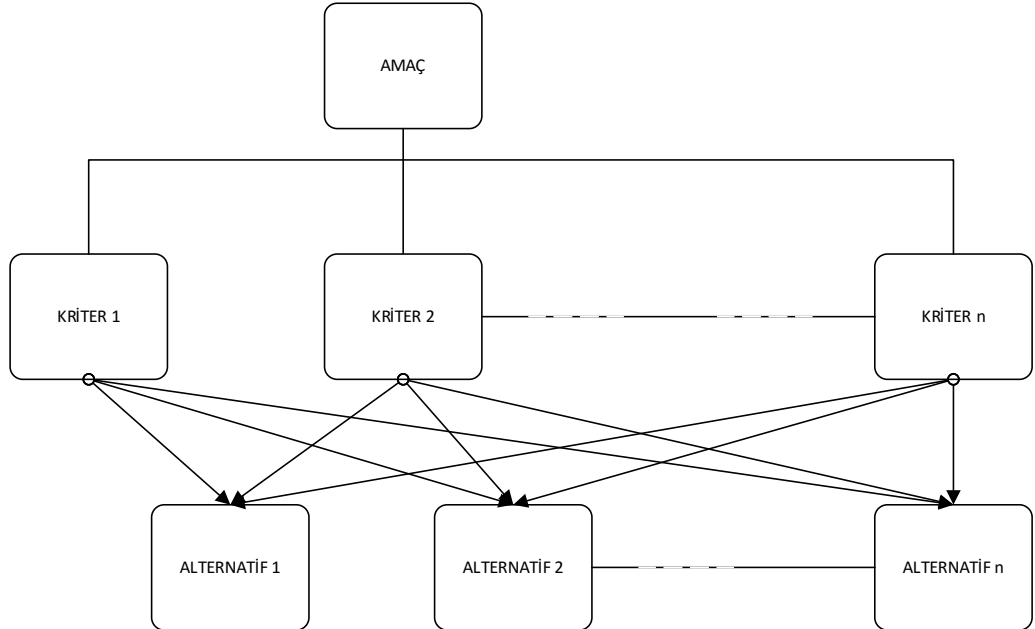 AMAÇ
KRİTER 1
KRİTER 2
KRİTER n
ALTERNATİF 1
ALTERNATİF 2
ALTERNATİF n